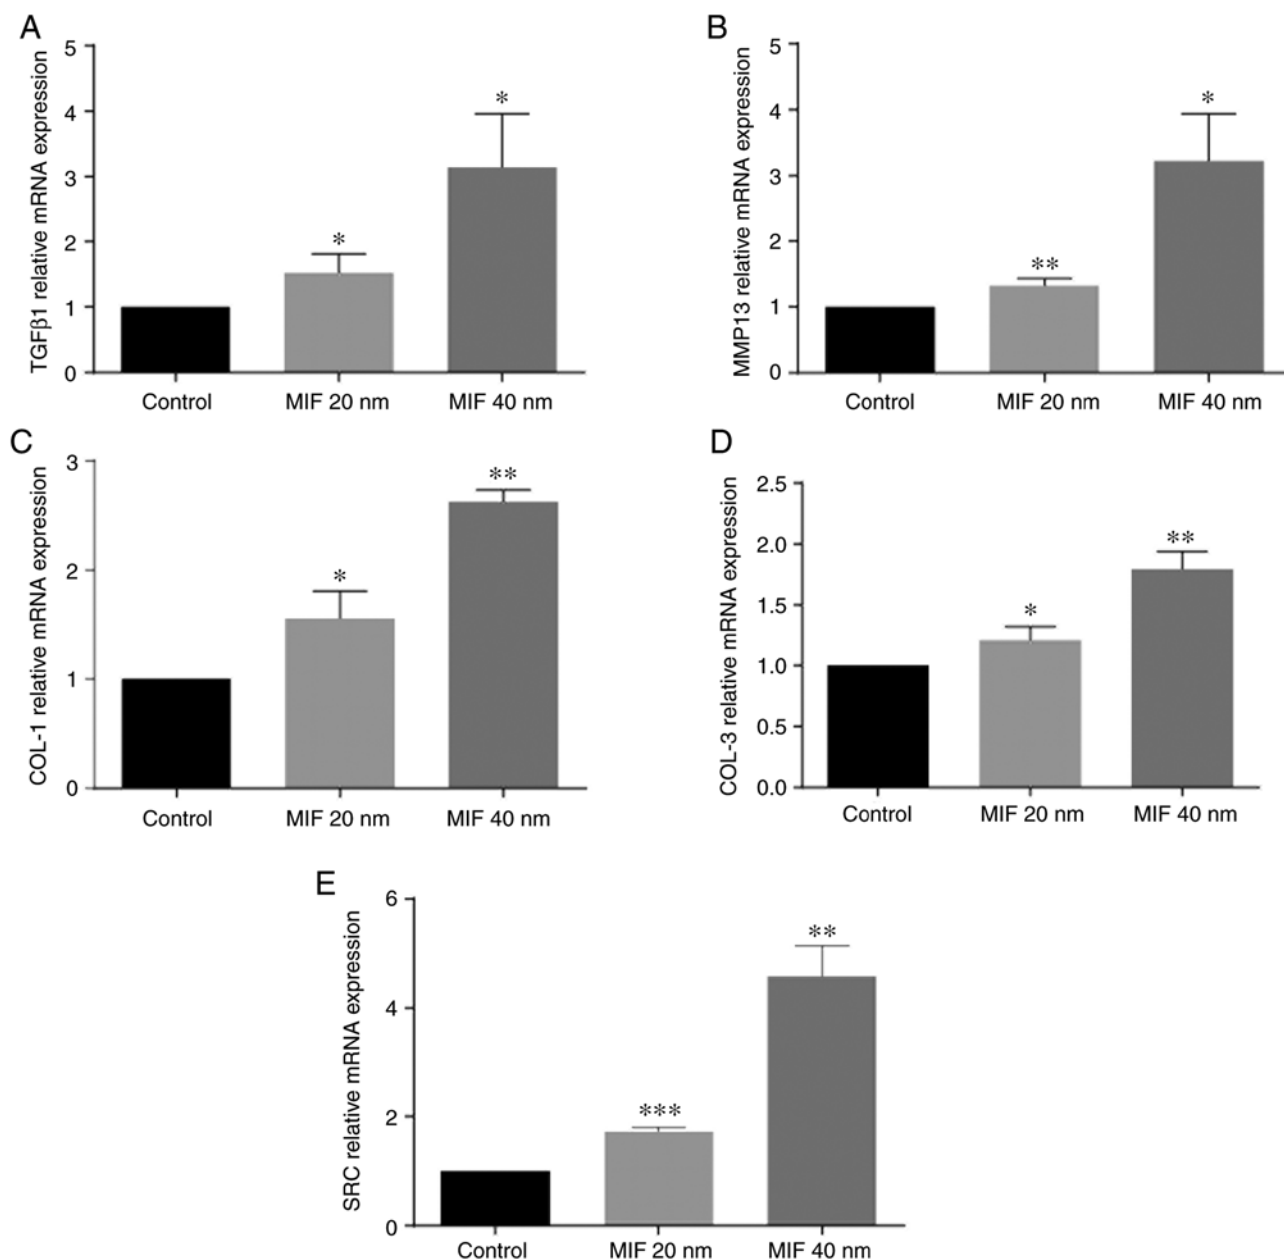 A
TGFβ1 relative mRNA expression
5
4
3
2
1
0
*
*
Control
MIF 20 nm
MIF 40 nm
B
MMP13 relative mRNA expression
5
4
3
2
1
0
**
*
Control
MIF 20 nm
MIF 40 nm
C
COL-1 relative mRNA expression
3
2
1
0
*
**
Control
MIF 20 nm
MIF 40 nm
D
COL-3 relative mRNA expression
2.5
2.0
1.5
1.0
0.5
0.0
*
**
Control
MIF 20 nm
MIF 40 nm
E
SRC relative mRNA expression
6
4
2
0
***
**
Control
MIF 20 nm
MIF 40 nm